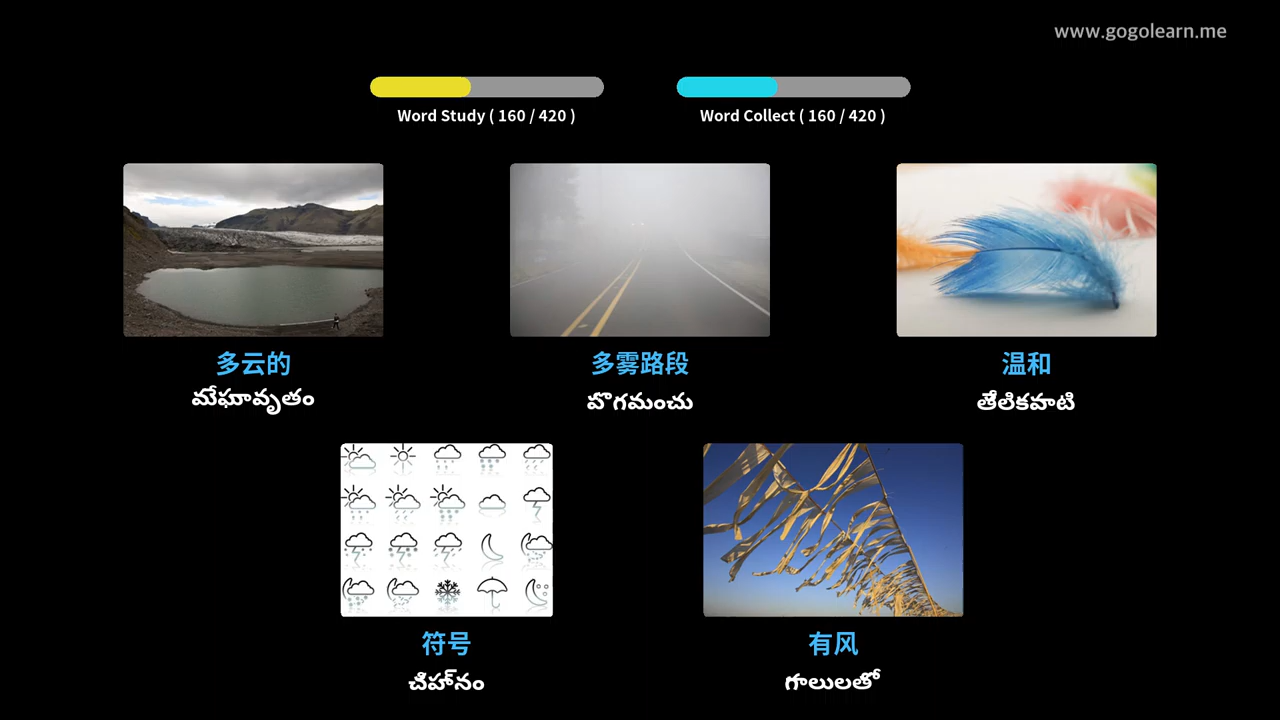 www.gogolearn.me
Word Study ( 160 / 420 )
Word Collect ( 160 / 420 )
多云的
మేఘావృతం
多雾路段
పొగమంచు
温和
తేలికపాటి
符号
చిహ్నం
有风
గాలులతో